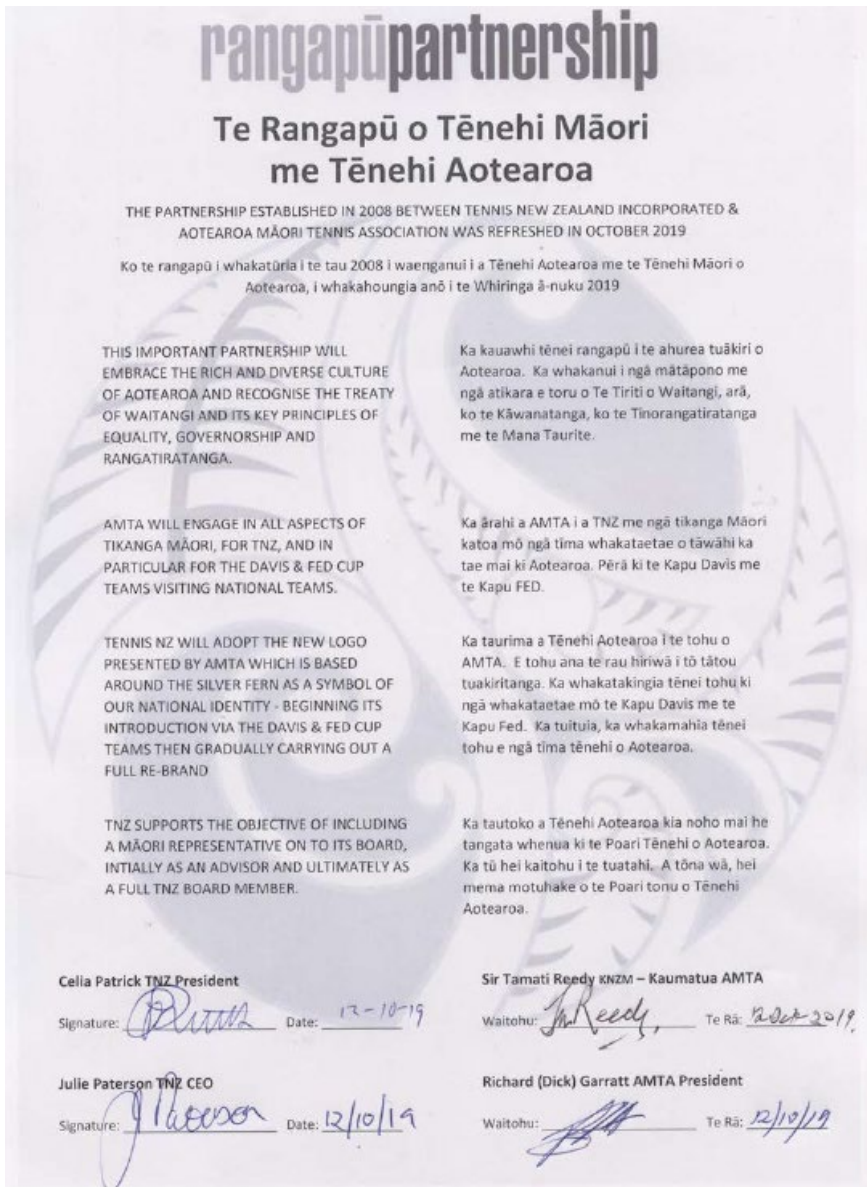 rangapūpartnership
Te Rangapū o Tēnehi Māori
me Tēnehi Aotearoa
THE PARTNERSHIP ESTABLISHED IN 2008 BETWEEN TENNIS NEW ZEALAND INCORPORATED &
AOTEAROA MĀORI TENNIS ASSOCIATION WAS REFRESHED IN OCTOBER 2019
Ko te rangapū i whakatūria i te tau 2008 i waenganui i a Tēnehi Aotearoa me te Tēnehi Māori o
Aotearoa, i whakahoungia anō i te Whiringa ā-nuku 2019
THIS IMPORTANT PARTNERSHIP WILL
EMBRACE THE RICH AND DIVERSE CULTURE
OF AOTEAROA AND RECOGNISE THE TREATY
OF WAITANGI AND ITS KEY PRINCIPLES OF
EQUALITY, GOVERNORSHIP AND
RANGATIRATANGA.
Ka kauawhi tēnei rangapū i te ahurea tuākiri o
Aotearoa. Ka whakanui i ngā mātāpono me
ngā atikara e toru o Te Tiriti o Waitangi, arā,
ko te Kāwanatanga, ko te Tinorangatiratanga
me te Mana Taurite.
AMTA WILL ENGAGE IN ALL ASPECTS OF
TIKANGA MĀORI, FOR TNZ, AND IN
PARTICULAR FOR THE DAVIS & FED CUP
TEAMS VISITING NATIONAL TEAMS.
Ka ārahi a AMTA i a TNZ me ngā tikanga Māori
katoa mō ngā tīma whakataetae o tāwāhi ka
tae mai ki Aotearoa. Pērā ki te Kapu Davis me
te Kapu FED.
TENNIS NZ WILL ADOPT THE NEW LOGO
PRESENTED BY AMTA WHICH IS BASED
AROUND THE SILVER FERN AS A SYMBOL OF
OUR NATIONAL IDENTITY - BEGINNING ITS
INTRODUCTION VIA THE DAVIS & FED CUP
TEAMS THEN GRADUALLY CARRYING OUT A
FULL RE-BRAND
Ka taurima a Tēnehi Aotearoa i te tohu o
AMTA. E tohu ana te rau hiriwā i tō tātou
tuakiritanga. Ka whakatakingia tēnei tohu ki
ngā whakataetae mō te Kapu Davis me te
Kapu Fed. Ka tuituia, ka whakamahia tēnei
tohu e ngā tīma tēnehi o Aotearoa.
TNZ SUPPORTS THE OBJECTIVE OF INCLUDING
A MĀORI REPRESENTATIVE ON TO ITS BOARD,
INTIALLY AS AN ADVISOR AND ULTIMATELY AS
A FULL TNZ BOARD MEMBER.
Ka tautoko a Tēnehi Aotearoa kia noho mai he
tangata whenua ki te Poari Tēnehi o Aotearoa.
Ka tū hei kaitohu i te tuatahi. A tōna wā, hei
mema motuhake o te Poari tonu o Tēnehi
Aotearoa.
Celia Patrick TNZ President
Signature: Date: 12-10-19
Sir Tamati Reedy KNZM – Kaumatua AMTA
Waitohu: Reedy Te Rā: 12 Oct 2019
Julie Paterson TNZ CEO
Signature: J Paterson Date: 12/10/19
Richard (Dick) Garratt AMTA President
Waitohu: Te Rā: 12/10/19